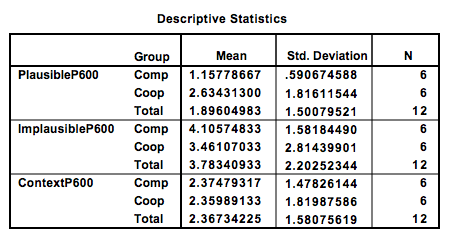 Descriptive Statistics
Group Mean Std. Deviation N
PlausibleP600 Comp 1.15778667 .590674588 6
Coop 2.63431300 1.81611544 6
Total 1.89604983 1.50079521 12
ImplausibleP600 Comp 4.10574833 1.58184490 6
Coop 3.46107033 2.81439901 6
Total 3.78340933 2.20252344 12
ContextP600 Comp 2.37479317 1.47826144 6
Coop 2.35989133 1.81987586 6
Total 2.36734225 1.58075619 12